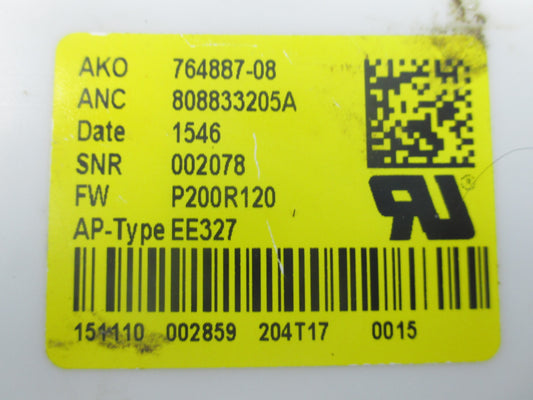 AKO 764887-08
ANC 808833205A
Date 1546
SNR 002078
FW P200R120
AP-Type EE327
151110 002859 204T17 0015